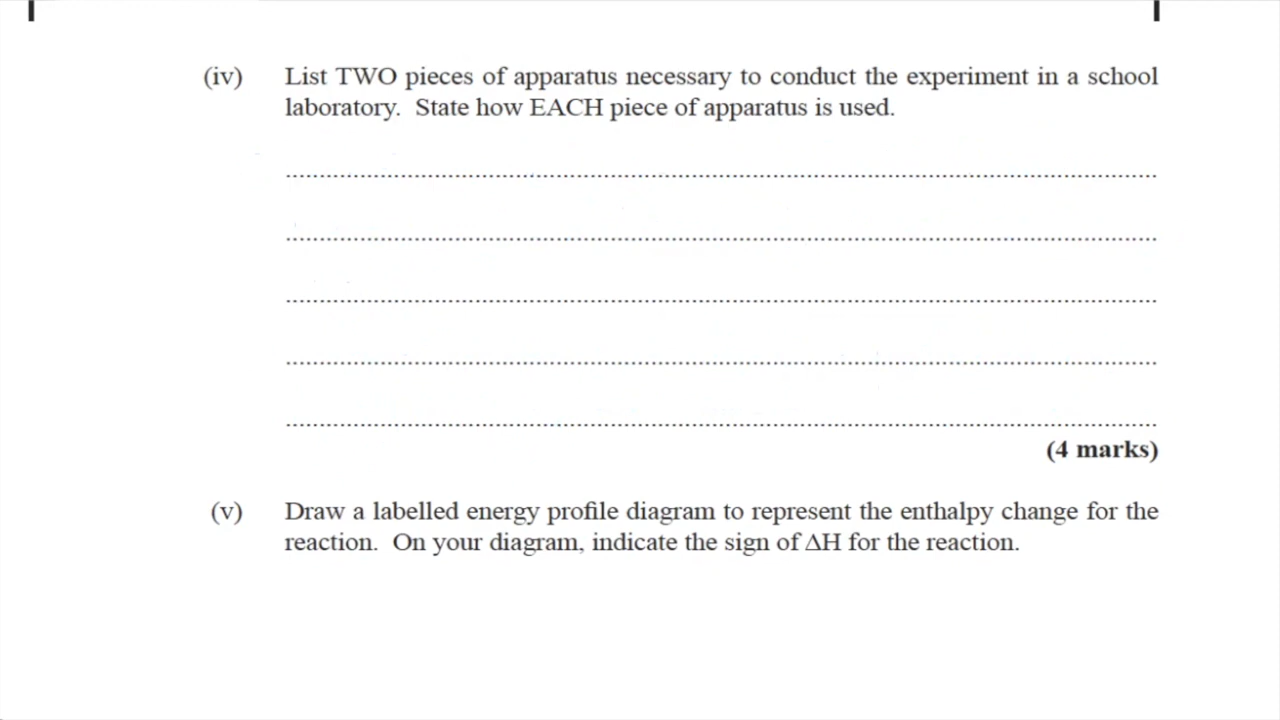 (iv) List TWO pieces of apparatus necessary to conduct the experiment in a school
laboratory. State how EACH piece of apparatus is used.
(4 marks)
(v) Draw a labelled energy profile diagram to represent the enthalpy change for the
reaction. On your diagram, indicate the sign of ΔH for the reaction.